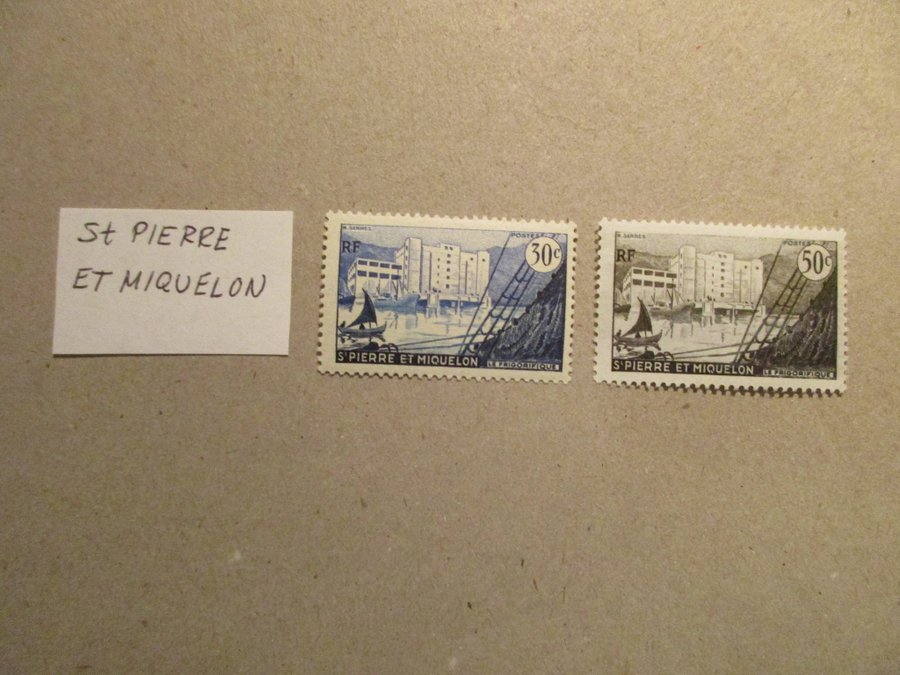 St PIERRE
ET MIQUELON
RF
POSTES
30c
ST PIERRE ET MIQUELON
LE FRIGORIFIQUE
R. SERRES
RF
POSTES
50c
ST PIERRE ET MIQUELON
LE FRIGORIFIQUE